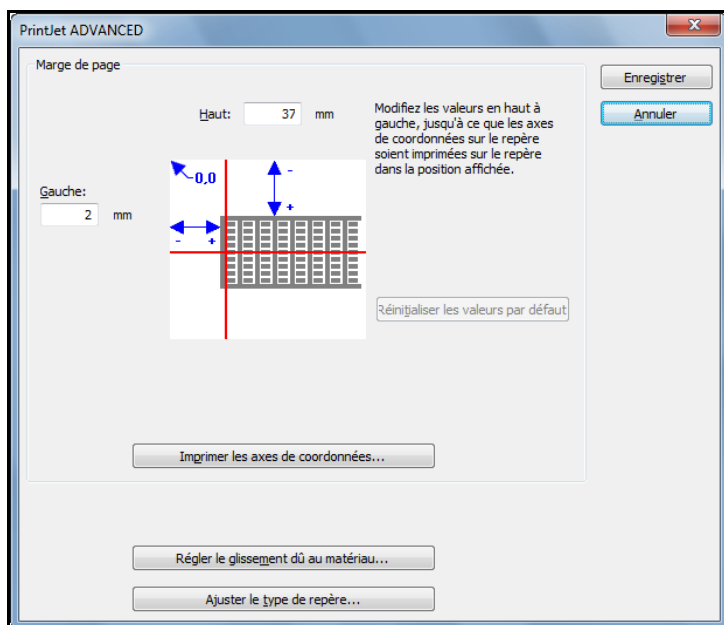 PrintJet ADVANCED
Marge de page
Enregistrer
Annuler
Haut: 37 mm
Modifiez les valeurs en haut à
gauche, jusqu'à ce que les axes
de coordonnées sur le repère
soient imprimées sur le repère
dans la position affichée.
Gauche:
2 mm
0,0
-
+
- +
Réinitialiser les valeurs par défaut
Imprimer les axes de coordonnées...
Régler le glissement dû au matériau...
Ajuster le type de repère...